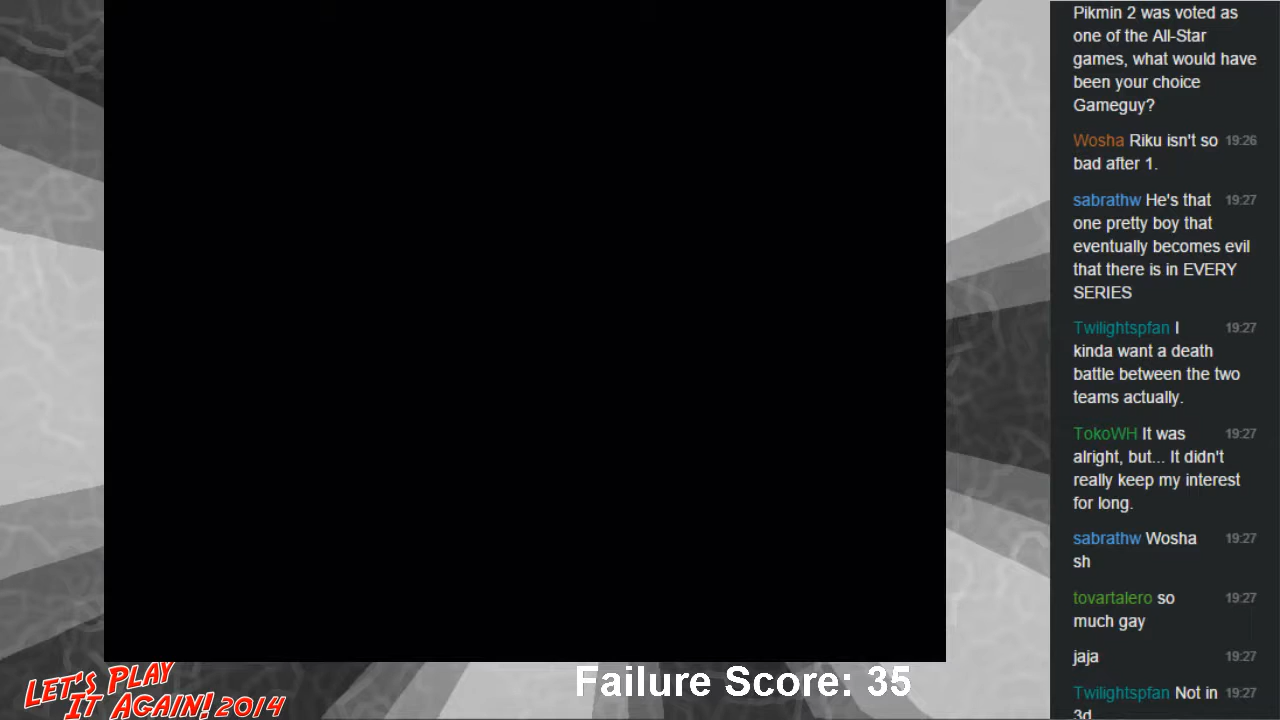 Pikmin 2 was voted as
one of the All-Star
games, what would have
been your choice
Gameguy?
Wosha Riku isn't so 19:26
bad after 1.
sabrathw He's that 19:27
one pretty boy that
eventually becomes evil
that there is in EVERY
SERIES
Twilightspfan I 19:27
kinda want a death
battle between the two
teams actually.
TokoWH It was 19:27
alright, but... It didn't
really keep my interest
for long.
sabrathw Wosha 19:27
sh
tovartalero so 19:27
much gay
jaja 19:27
Twilightspfan Not in 19:27
3d
LET'S PLAY
IT AGAIN! 2014
Failure Score: 35